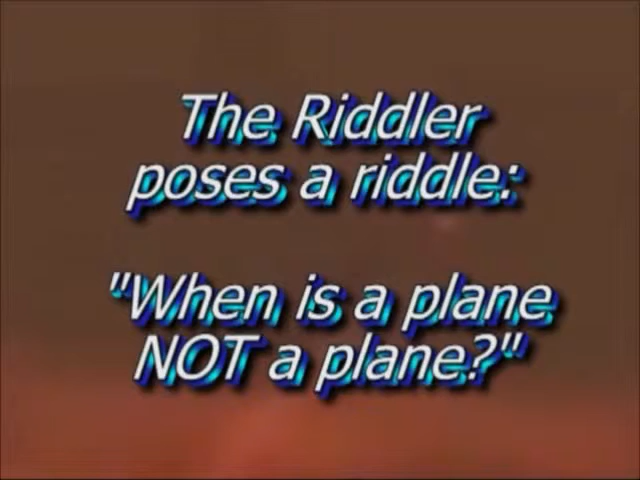 The Riddler
poses a riddle:
"When is a plane
NOT a plane?"